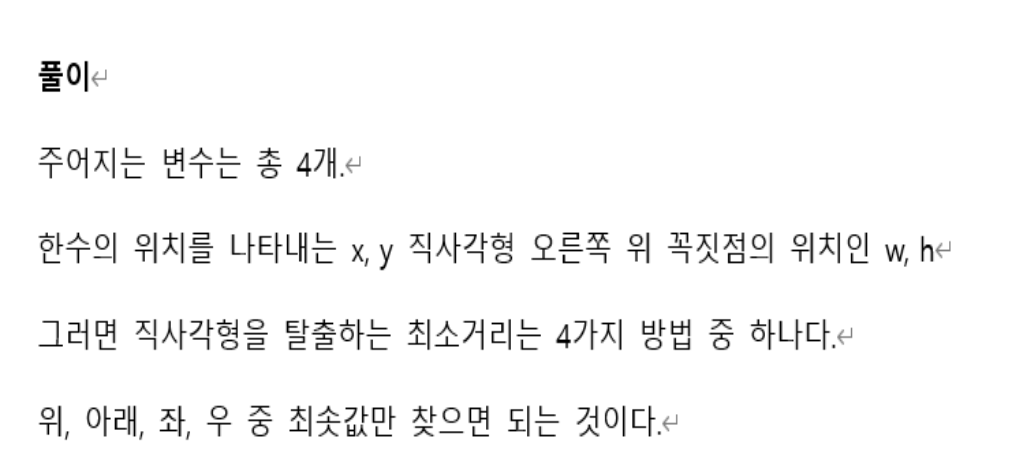 풀이
주어지는 변수는 총 4개.
한수의 위치를 나타내는 x, y 직사각형 오른쪽 위 꼭짓점의 위치인 w, h
그러면 직사각형을 탈출하는 최소거리는 4가지 방법 중 하나다.
위, 아래, 좌, 우 중 최솟값만 찾으면 되는 것이다.